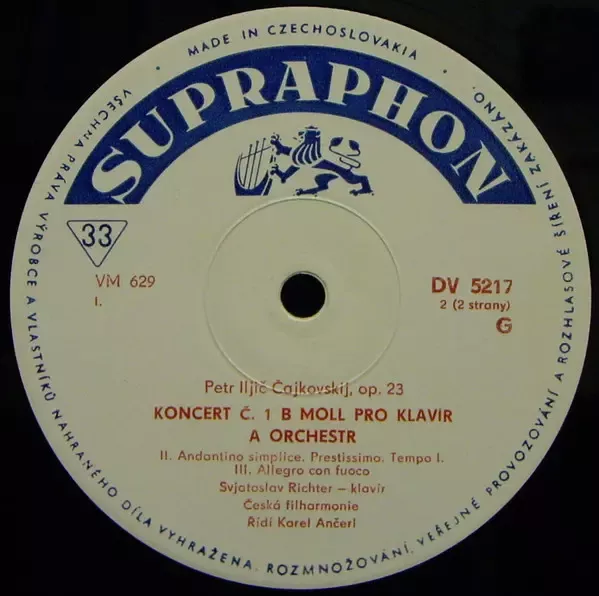 MADE IN CZECHOSLOVAKIA
SUPRAPHON
33
VM 629
I.
DV 5217
2 (2 strany)
G
Petr Iljič Čajkovskij, op. 23
KONCERT Č. 1 B MOLL PRO KLAVÍR
A ORCHESTR
II. Andantino simplice. Prestissimo. Tempo I.
III. Allegro con fuoco
Svjatoslav Richter – klavír
Česká filharmonie
Řídí Karel Ančerl
VŠECHNA PRÁVA VÝROBCE A VLASTNÍKŮ NAHRANÉHO DÍLA VYHRAŽENA. ROZMNOŽOVÁNÍ, VEŘEJNÉ PROVOZOVÁNÍ A ROZHLASOVÉ ŠÍŘENÍ ZAKÁZÁNO.